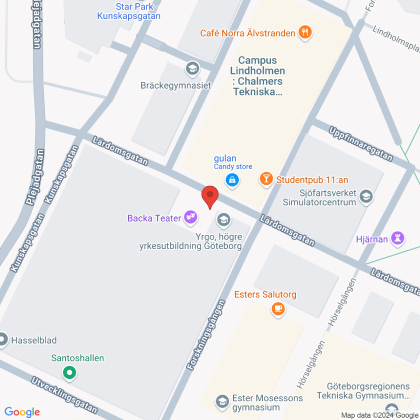 Star Park
Kunskapsgatan
Café Norra Älvstranden
Campus
Lindholmen
: Chalmers
Tekniska...
Bräckegymnasiet
Lindholmspl
Plejadgatan
Kunskapsgatan
Lärdomsgatan
gulan
Candy store
Studentpub 11:an
Uppfinnaregatan
Sjöfartsverket
Simulatorcentrum
Plejadgatan
Backa Teater
Yrgo, högre
yrkesutbildning Göteborg
Lärdomsgatan
Hjärnan
Kunskapsgatan
Lärdomsgatan
Esters Salutorg
Hörselgången
Forskningsgången
Hasselblad
Santoshallen
Hörselgången
Utvecklingsgatan
Ester Mosessons
gymnasium
Göteborgsregionens
Tekniska Gymnasium...
Google
Map data ©2024 Google